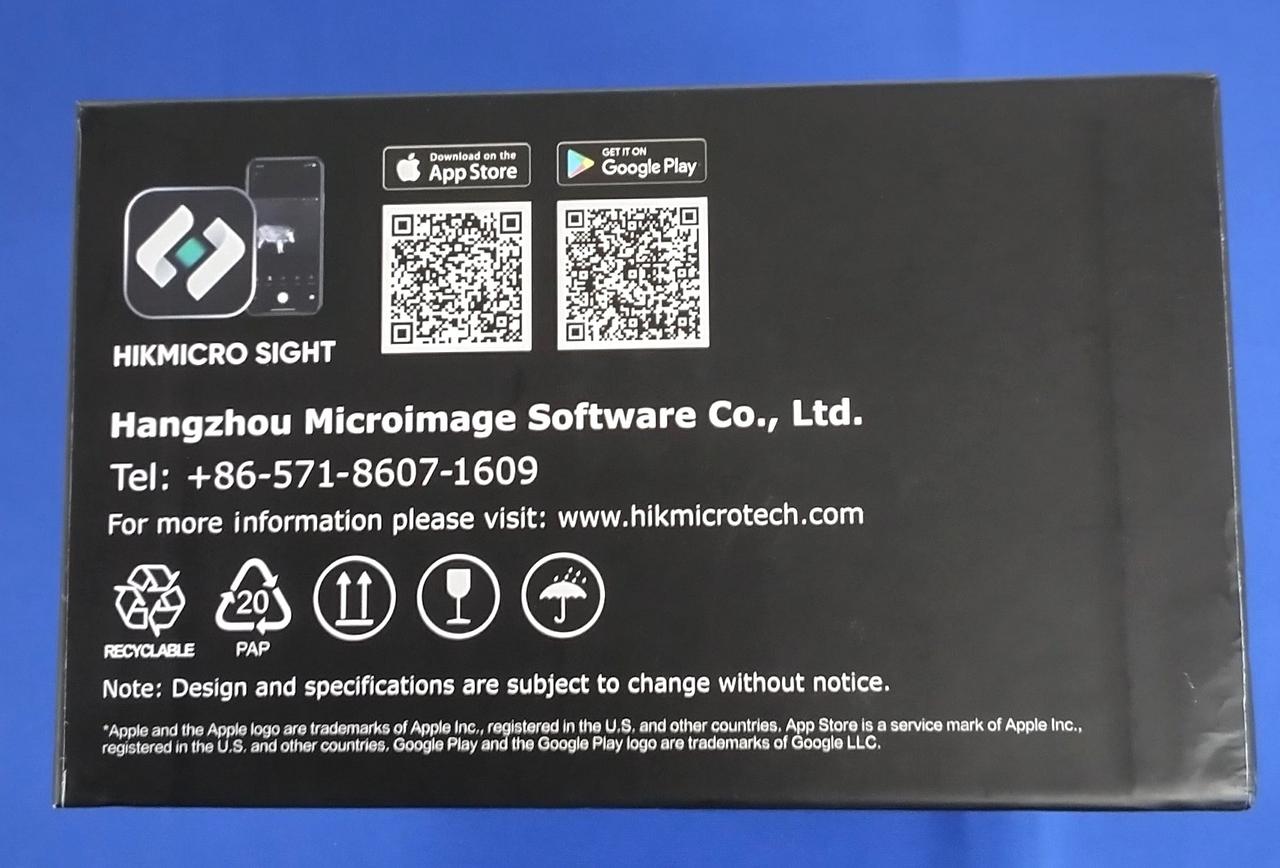 Download on the
App Store
GET IT ON
Google Play
HIKMICRO SIGHT
Hangzhou Microimage Software Co., Ltd.
Tel: +86-571-8607-1609
For more information please visit: www.hikmicrotech.com
20
RECYCLABLE
PAP
Note: Design and specifications are subject to change without notice.
*Apple and the Apple logo are trademarks of Apple Inc., registered in the U.S. and other countries. App Store is a service mark of Apple Inc.,
registered in the U.S. and other countries. Google Play and the Google Play logo are trademarks of Google LLC.